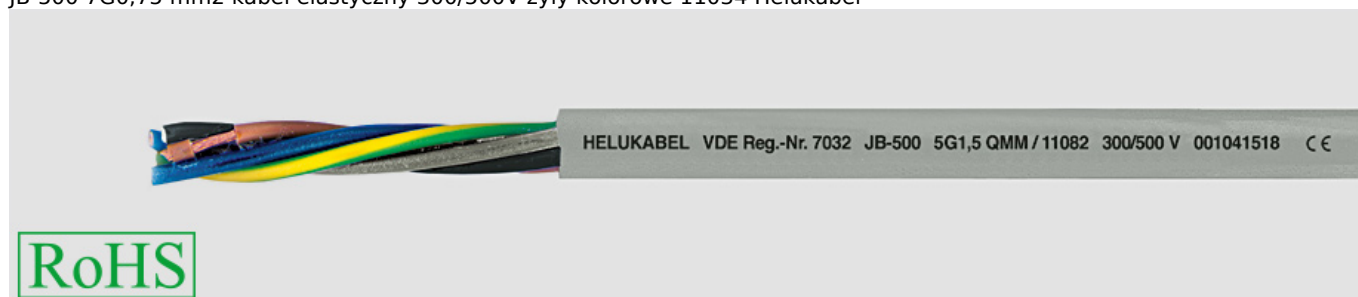 JB-500 7G0,75 mm2 kabel elastyczny 300/500V żyły kolorowe 11034 Helukabel
HELUKABEL VDE Reg.-Nr. 7032 JB-500 5G1,5 QMM / 11082 300/500 V 001041518 CE
RoHS